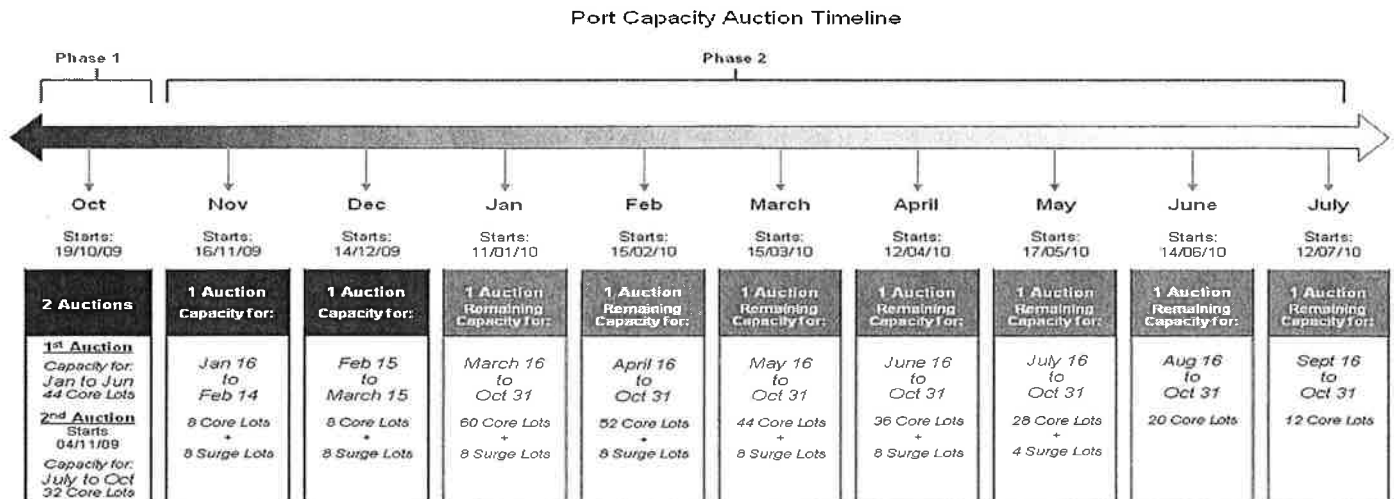 Port Capacity Auction Timeline
Phase 1
Phase 2
Oct
Starts:
19/10/09
2 Auctions
1st Auction
Capacity for:
Jan to Jun
44 Core Lots
2nd Auction
Starts
04/11/09
Capacity for:
July to Oct
32 Core Lots
Nov
Starts:
16/11/09
1 Auction
Capacity for:
Jan 16
to
Feb 14
8 Core Lots
+
8 Surge Lots
Dec
Starts:
14/12/09
1 Auction
Capacity for:
Feb 15
to
March 15
8 Core Lots
+
8 Surge Lots
Jan
Starts:
11/01/10
1 Auction
Remaining
Capacity for:
March 16
to
Oct 31
60 Core Lots
+
8 Surge Lots
Feb
Starts:
15/02/10
1 Auction
Remaining
Capacity for:
April 16
to
Oct 31
52 Core Lots
+
8 Surge Lots
March
Starts:
15/03/10
1 Auction
Remaining
Capacity for:
May 16
to
Oct 31
44 Core Lots
+
8 Surge Lots
April
Starts:
12/04/10
1 Auction
Remaining
Capacity for:
June 16
to
Oct 31
36 Core Lots
+
8 Surge Lots
May
Starts:
17/05/10
1 Auction
Remaining
Capacity for:
July 16
to
Oct 31
28 Core Lots
+
4 Surge Lots
June
Starts:
14/06/10
1 Auction
Remaining
Capacity for:
Aug 16
to
Oct 31
20 Core Lots
July
Starts:
12/07/10
1 Auction
Remaining
Capacity for:
Sept 16
to
Oct 31
12 Core Lots